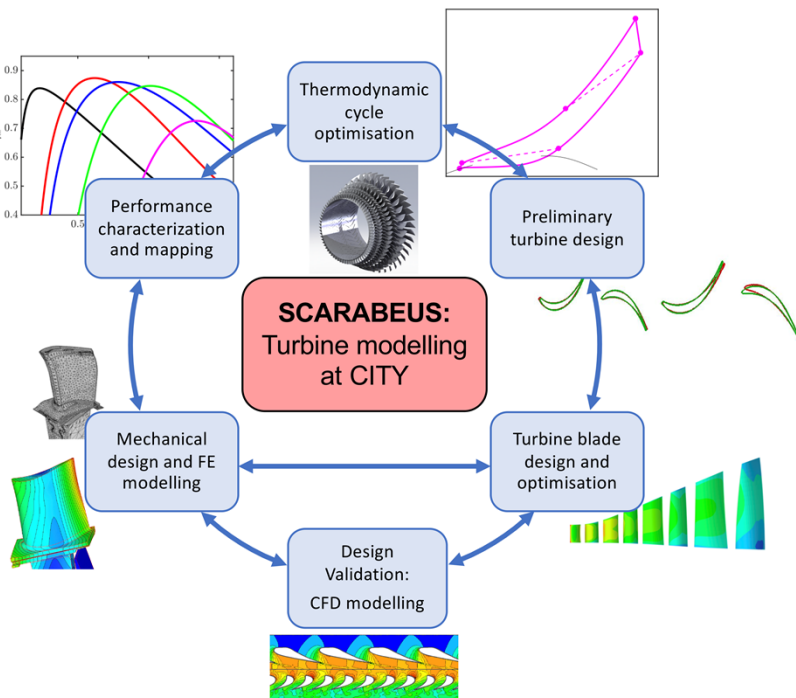 0.9
0.8
0.7
0.6
0.5
0.4
0.5
Thermodynamic
cycle
optimisation
Performance
characterization
and mapping
Preliminary
turbine design
SCARABEUS:
Turbine modelling
at CITY
Mechanical
design and FE
modelling
Turbine blade
design and
optimisation
Design
Validation:
CFD modelling